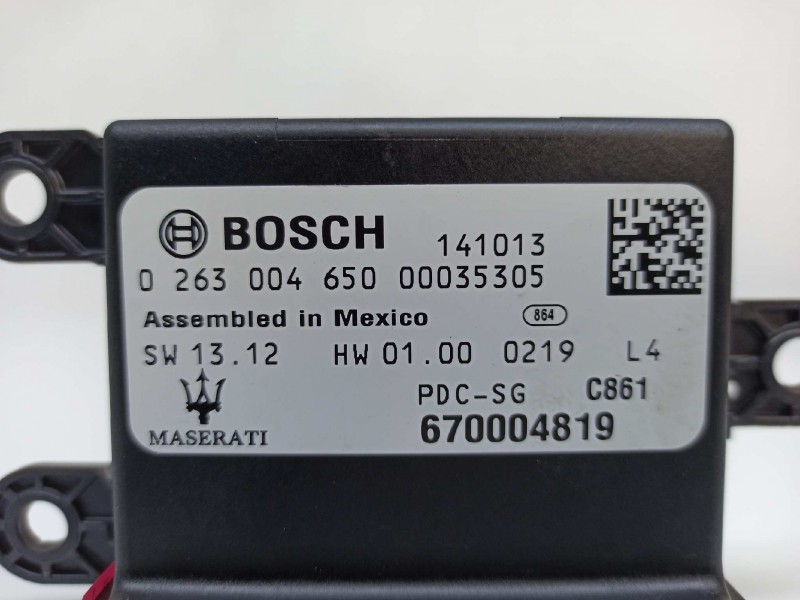 BOSCH 141013
0 263 004 650 00035305
Assembled in Mexico 864
SW 13.12 HW 01.00 0219 L4
PDC-SG C861
MASERATI 670004819